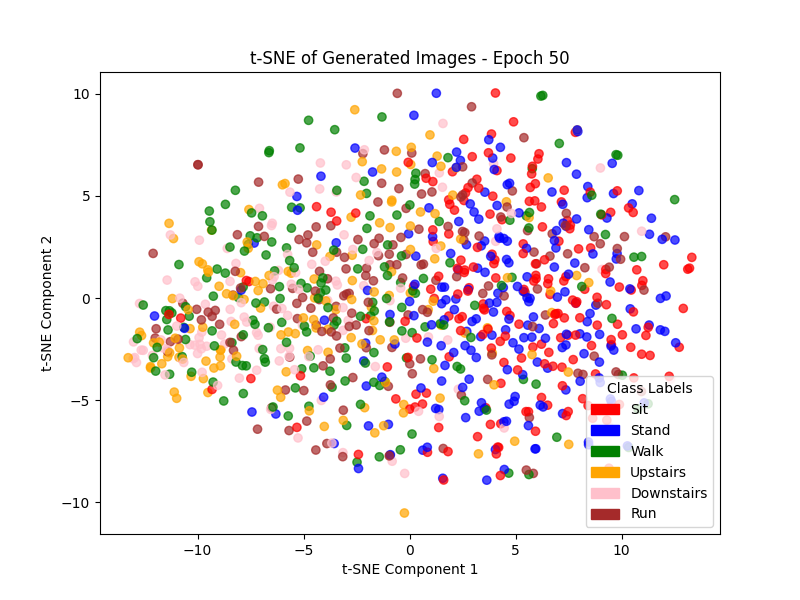 t-SNE of Generated Images - Epoch 50
t-SNE Component 2
10
5
0
−5
−10
Class Labels
Sit
Stand
Walk
Upstairs
Downstairs
Run
−10
−5
0
5
10
t-SNE Component 1